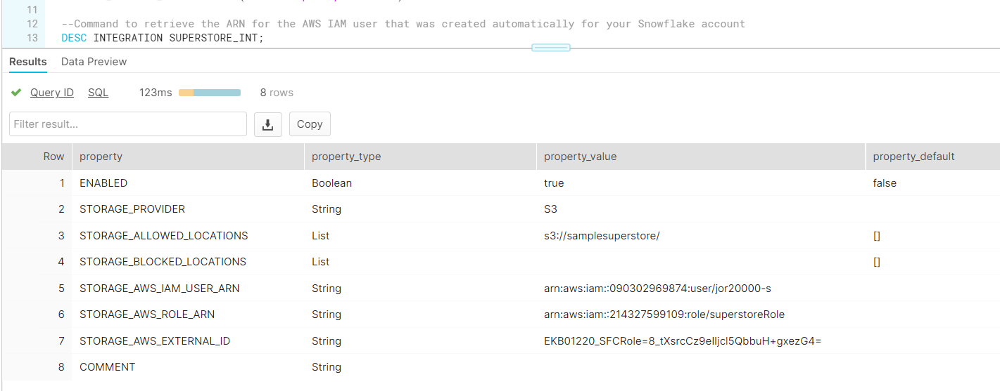 11
12 --Command to retrieve the ARN for the AWS IAM user that was created automatically for your Snowflake account
13 DESC INTEGRATION SUPERSTORE_INT;
Results Data Preview
Query ID SQL 123ms 8 rows
Filter result... Copy
Row property property_type property_value property_default
1 ENABLED Boolean true false
2 STORAGE_PROVIDER String S3
3 STORAGE_ALLOWED_LOCATIONS List s3://samplesuperstore/ []
4 STORAGE_BLOCKED_LOCATIONS List []
5 STORAGE_AWS_IAM_USER_ARN String arn:aws:iam::090302969874:user/jor20000-s
6 STORAGE_AWS_ROLE_ARN String arn:aws:iam::214327599109:role/superstoreRole
7 STORAGE_AWS_EXTERNAL_ID String
8 COMMENT String